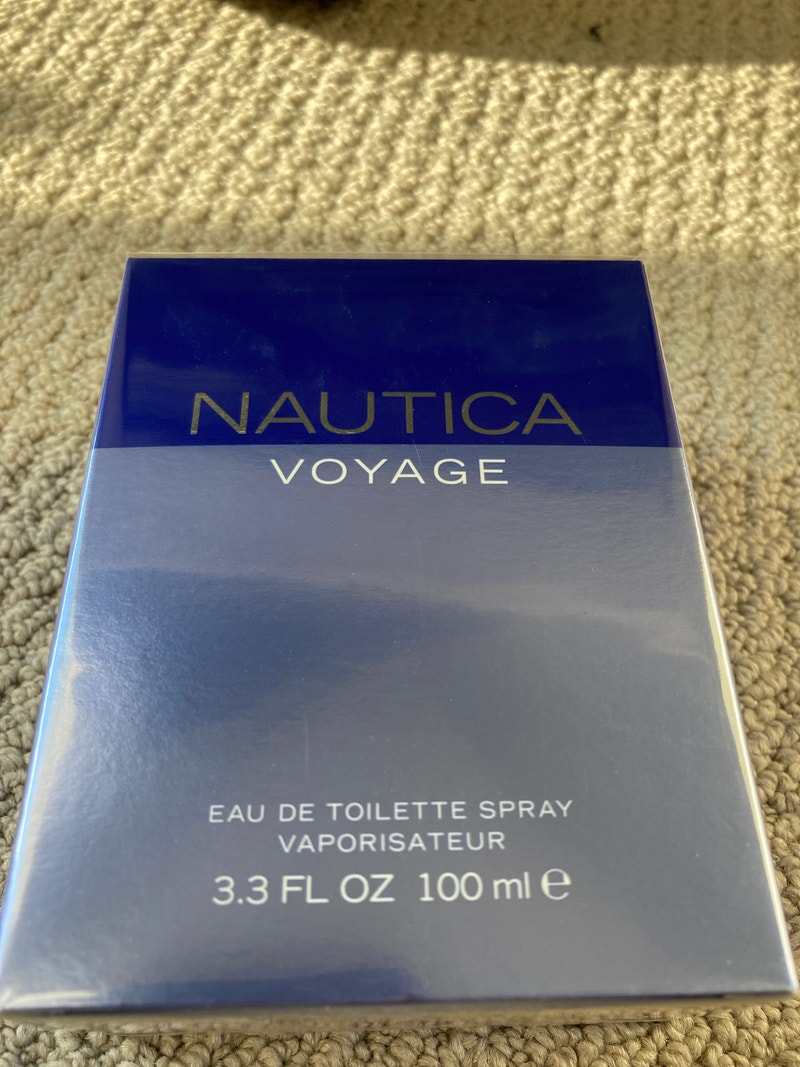 NAUTICA
VOYAGE
EAU DE TOILETTE SPRAY
VAPORISATEUR
3.3 FL OZ 100 ml ℮